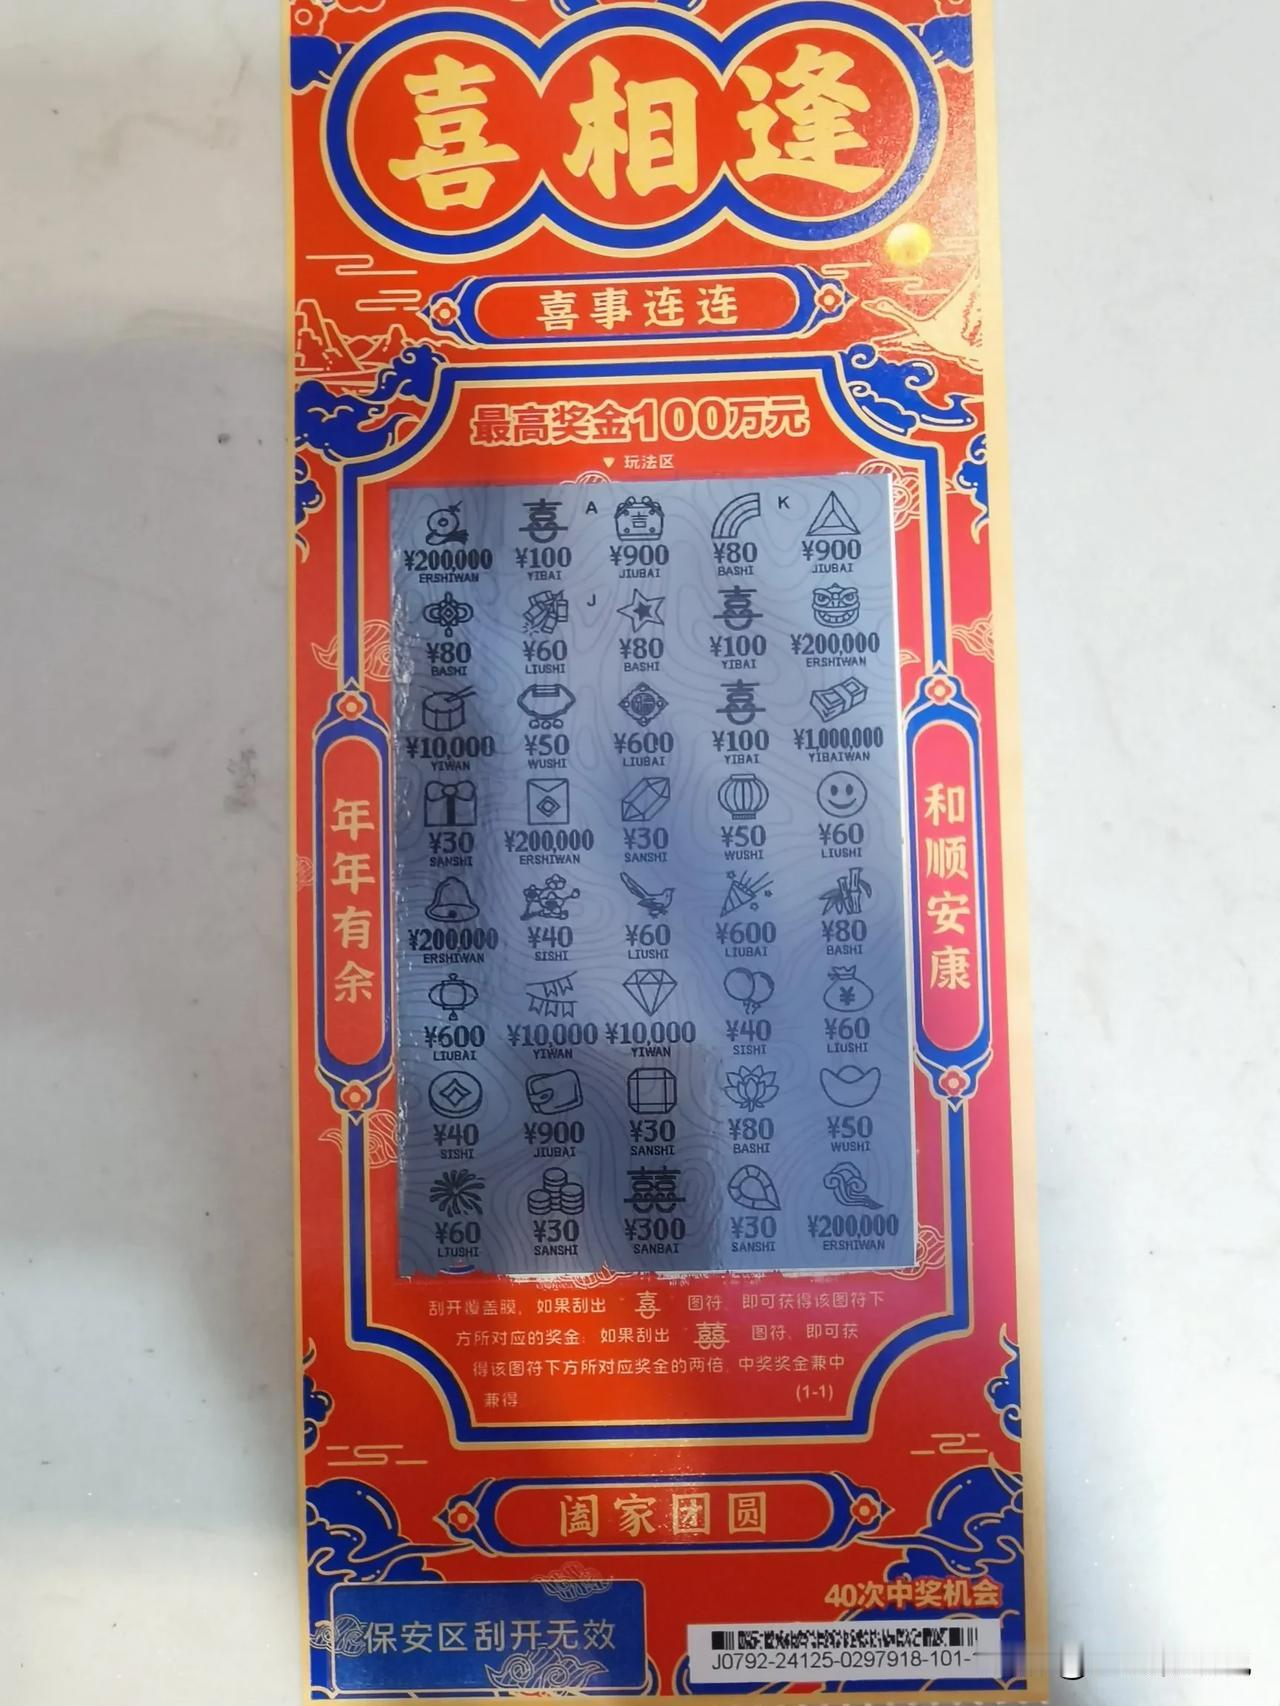 喜相逢
喜事连连
最高奖金100万元
▼玩法区
喜 A 吉 K
¥200,000 ¥100 ¥900 ¥80 ¥900
ERSHIWAN YIBAI JIUBAI BASHI JIUBAI
J 喜
¥80 ¥60 ¥80 ¥100 ¥200,000
BASHI LIUSHI BASHI YIBAI ERSHIWAN
福 喜
¥10,000 ¥50 ¥600 ¥100 ¥1,000,000
YIWAN WUSHI LIUBAI YIBAI YIBAIWAN
¥30 ¥200,000 ¥30 ¥50 ¥60
SANSHI ERSHIWAN SANSHI WUSHI LIUSHI
¥200,000 ¥40 ¥60 ¥600 ¥80
ERSHIWAN SISHI LIUSHI LIUBAI BASHI
¥
¥600 ¥10,000 ¥10,000 ¥40 ¥60
LIUBAI YIWAN YIWAN SISHI LIUSHI
¥40 ¥900 ¥30 ¥80 ¥50
SISHI JIUBAI SANSHI BASHI WUSHI
囍
¥60 ¥30 ¥300 ¥30 ¥200,000
LIUSHI SANSHI SANBAI SANSHI ERSHIWAN
年年有余
和顺安康
刮开覆盖膜，如果刮出 喜 图符，即可获得该图符下
方所对应的奖金；如果刮出 囍 图符，即可获
得该图符下方所对应奖金的两倍。中奖奖金兼中
兼得。 (1-1)
阖家团圆
40次中奖机会
保安区刮开无效
J0792-24125-0297918-101-